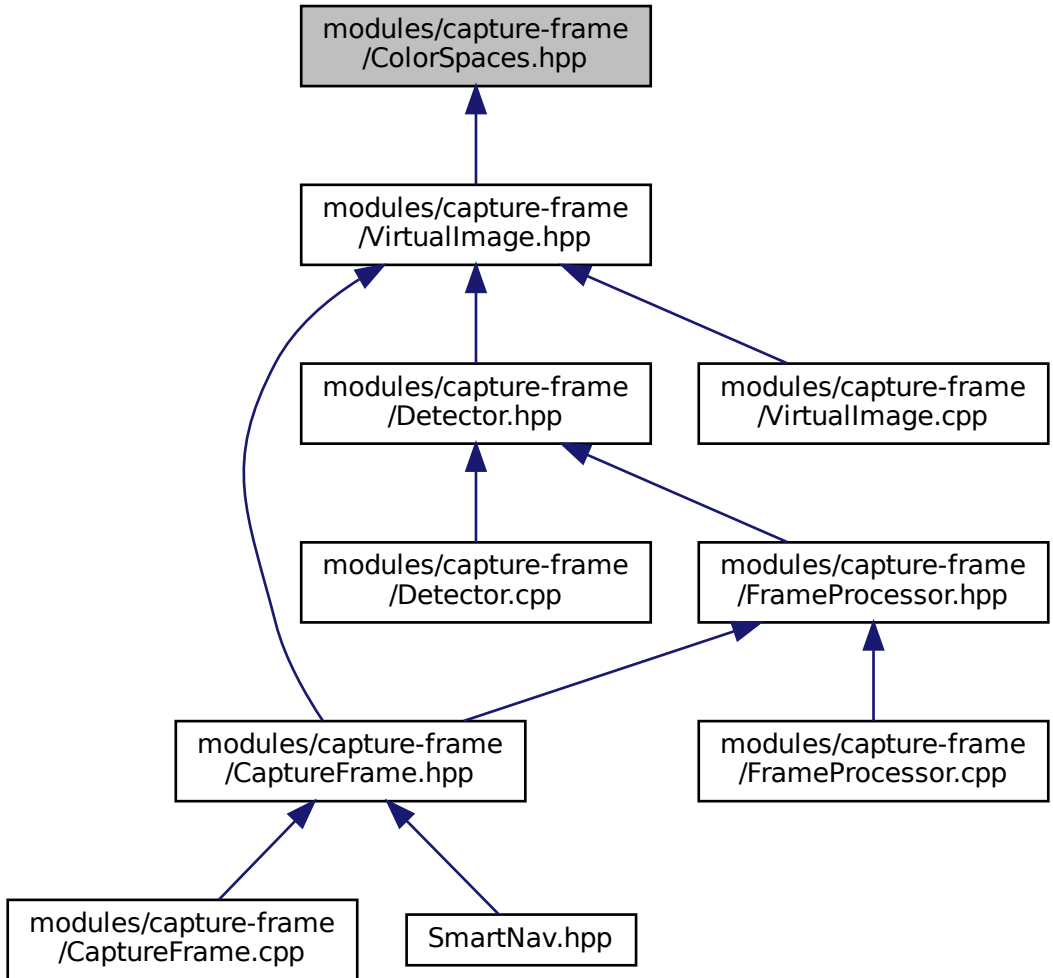 modules/capture-frame
/ColorSpaces.hpp
modules/capture-frame
/VirtualImage.hpp
modules/capture-frame
/Detector.hpp
modules/capture-frame
/VirtualImage.cpp
modules/capture-frame
/Detector.cpp
modules/capture-frame
/FrameProcessor.hpp
modules/capture-frame
/CaptureFrame.hpp
modules/capture-frame
/FrameProcessor.cpp
modules/capture-frame
/CaptureFrame.cpp
SmartNav.hpp